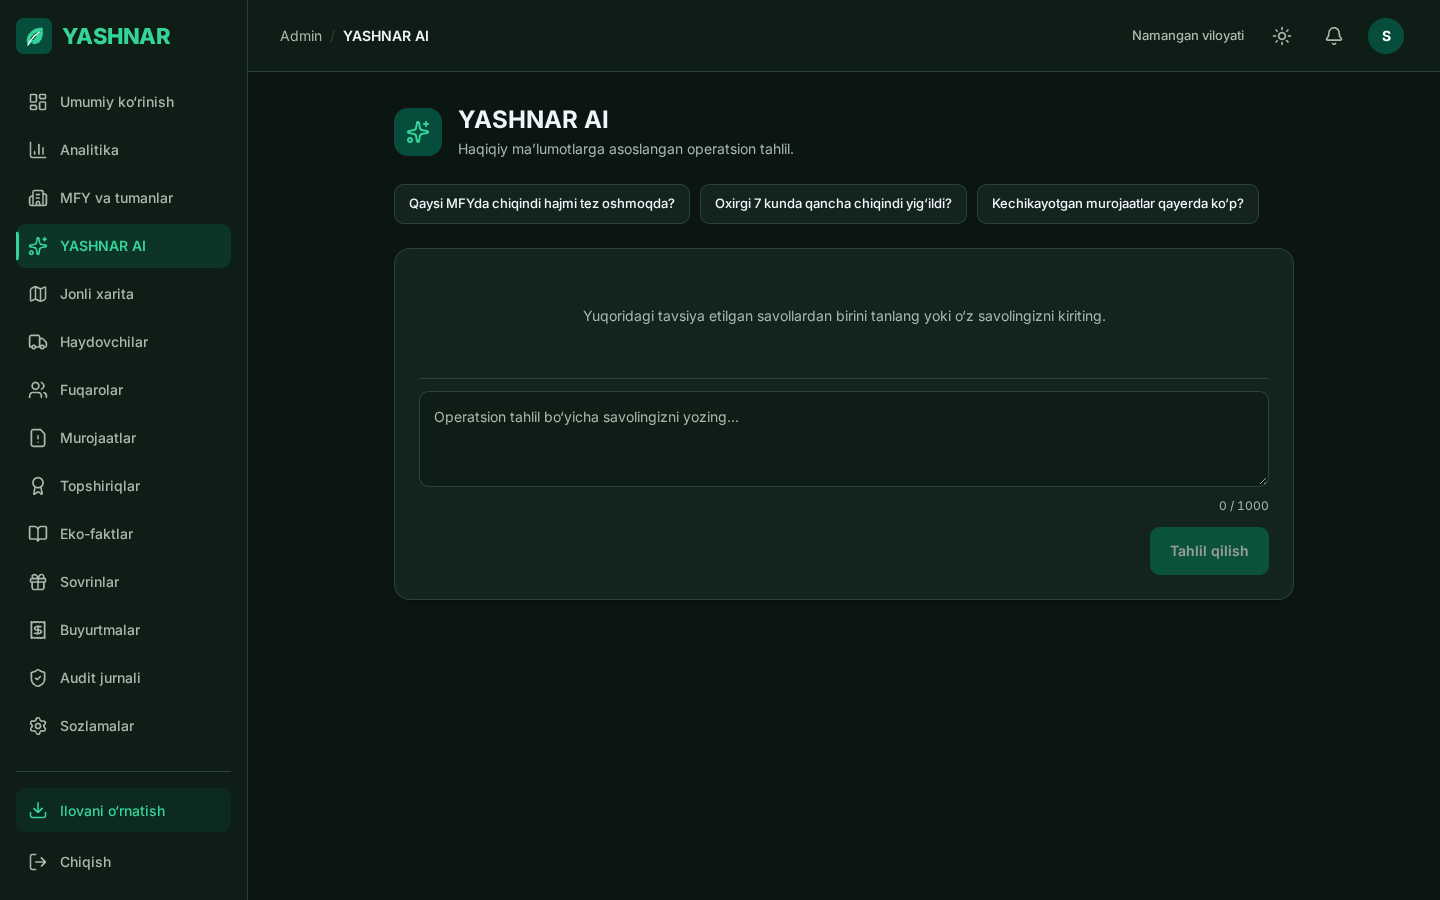 YASHNAR
Umumiy ko‘rinish
Analitika
MFY va tumanlar
YASHNAR AI
Jonli xarita
Haydovchilar
Fuqarolar
Murojaatlar
Topshiriqlar
Eko-faktlar
Sovrinlar
Buyurtmalar
Audit jurnali
Sozlamalar
Ilovani o‘rnatish
Chiqish
Admin / YASHNAR AI
Namangan viloyati
S
YASHNAR AI
Haqiqiy ma’lumotlarga asoslangan operatsion tahlil.
Qaysi MFYda chiqindi hajmi tez oshmoqda?
Oxirgi 7 kunda qancha chiqindi yig‘ildi?
Kechikayotgan murojaatlar qayerda ko‘p?
Yuqoridagi tavsiya etilgan savollardan birini tanlang yoki o‘z savolingizni kiriting.
Operatsion tahlil bo‘yicha savolingizni yozing...
0 / 1000
Tahlil qilish